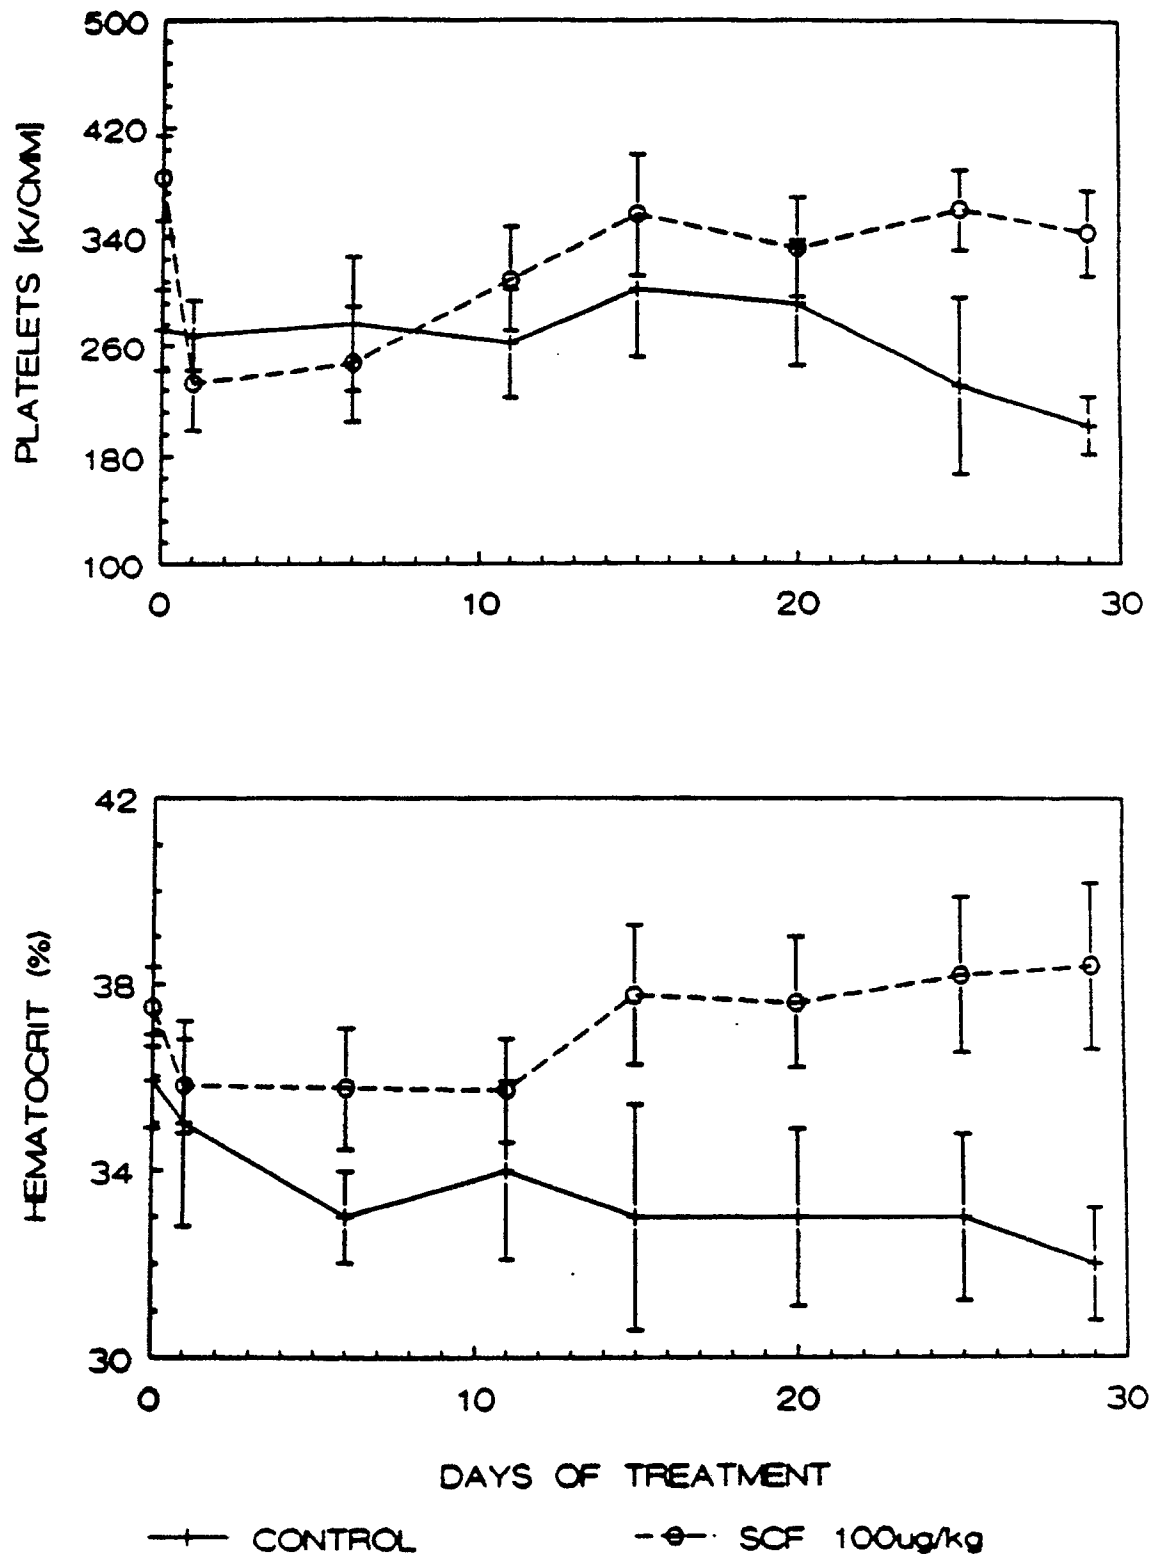 500
420
340
260
180
100
PLATELETS [K/CMM]
0 10 20 30
42
38
34
30
HEMATOCRIT (%)
0 10 20 30
DAYS OF TREATMENT
CONTROL SCF 100ug/kg